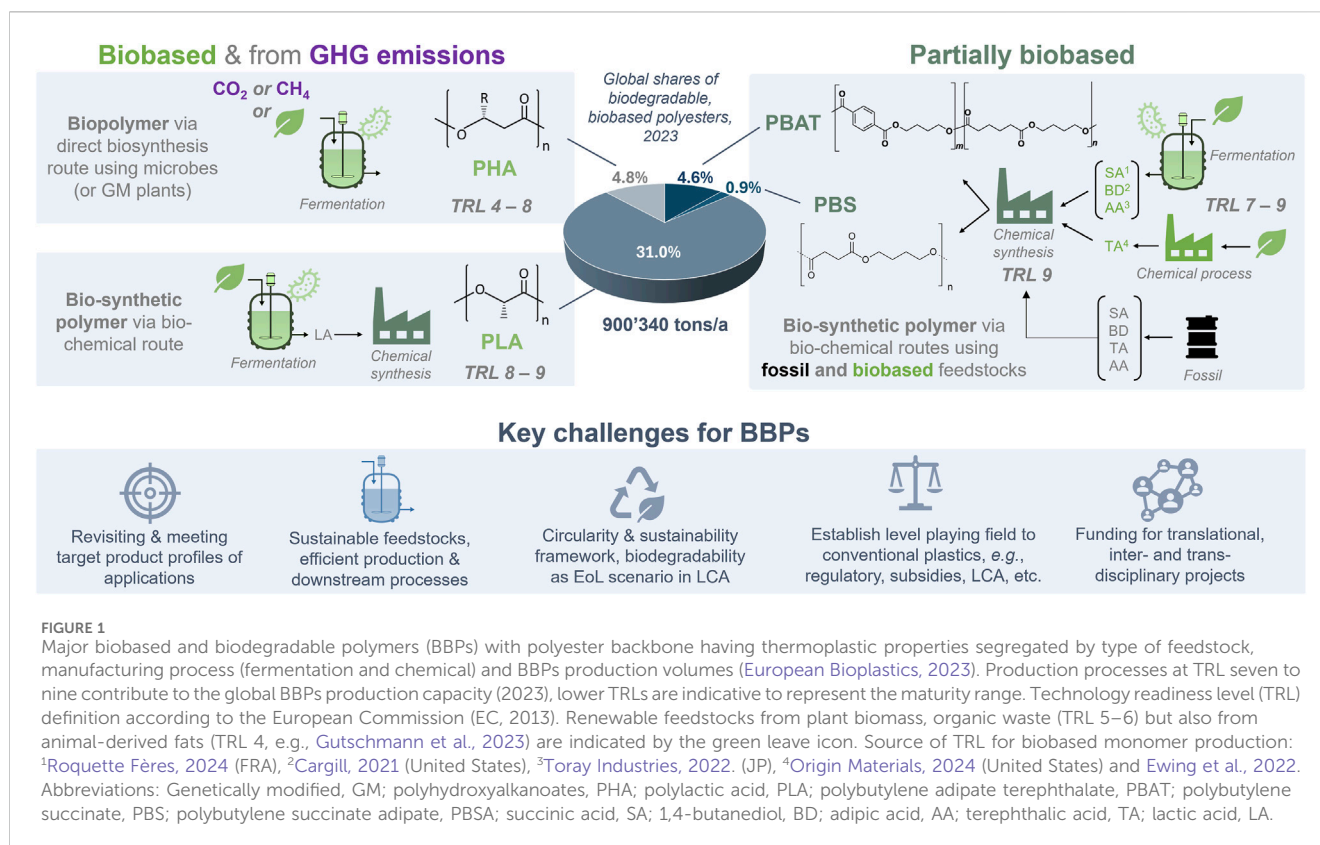 Biobased & from GHG emissions
CO2 or CH4
or
Biopolymer via
direct biosynthesis
route using microbes
(or GM plants)
Fermentation
R
O
O
n
PHA
TRL 4 – 8
Bio-synthetic
polymer via bio-
chemical route
Fermentation
LA
Chemical
synthesis
O
O
n
PLA
TRL 8 – 9
Global shares of
biodegradable,
biobased polyesters,
2023
4.8%
4.6%
0.9%
31.0%
900'340 tons/a
Partially biobased
PBAT
O
O
O
O
m
O
O
O
O
n
PBS
O
O
O
O
n
Chemical
synthesis
TRL 9
SA1
BD2
AA3
Fermentation
TRL 7 – 9
TA4
Chemical process
SA
BD
TA
AA
Fossil
Bio-synthetic polymer via
bio-chemical routes using
fossil and biobased feedstocks
Key challenges for BBPs
Revisiting & meeting
target product profiles of
applications
Sustainable feedstocks,
efficient production &
downstream processes
Circularity & sustainability
framework, biodegradability
as EoL scenario in LCA
Establish level playing field to
conventional plastics, e.g.,
regulatory, subsidies, LCA, etc.
Funding for translational,
inter- and trans-
disciplinary projects
FIGURE 1
Major biobased and biodegradable polymers (BBPs) with polyester backbone having thermoplastic properties segregated by type of feedstock,
manufacturing process (fermentation and chemical) and BBPs production volumes (European Bioplastics, 2023). Production processes at TRL seven to
nine contribute to the global BBPs production capacity (2023), lower TRLs are indicative to represent the maturity range. Technology readiness level (TRL)
definition according to the European Commission (EC, 2013). Renewable feedstocks from plant biomass, organic waste (TRL 5–6) but also from
animal-derived fats (TRL 4, e.g., Gutschmann et al., 2023) are indicated by the green leave icon. Source of TRL for biobased monomer production:
1Roquette Fères, 2024 (FRA), 2Cargill, 2021 (United States), 3Toray Industries, 2022. (JP), 4Origin Materials, 2024 (United States) and Ewing et al., 2022.
Abbreviations: Genetically modified, GM; polyhydroxyalkanoates, PHA; polylactic acid, PLA; polybutylene adipate terephthalate, PBAT; polybutylene
succinate, PBS; polybutylene succinate adipate, PBSA; succinic acid, SA; 1,4-butanediol, BD; adipic acid, AA; terephthalic acid, TA; lactic acid, LA.